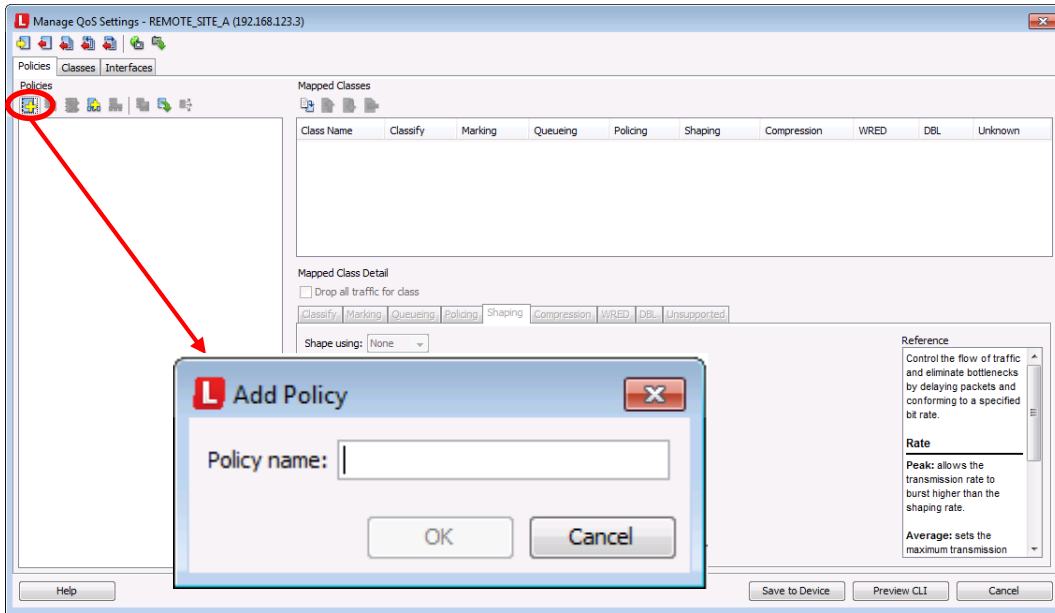 Manage QoS Settings - REMOTE_SITE_A (192.168.123.3)
Policies Classes Interfaces
Policies
Mapped Classes
Class Name Classify Marking Queueing Policing Shaping Compression WRED DBL Unknown
Mapped Class Detail
Drop all traffic for class
Classify Marking Queueing Policing Shaping Compression WRED DBL Unsupported
Shape using: None
Reference
Control the flow of traffic
and eliminate bottlenecks
by delaying packets and
conforming to a specified
bit rate.
Rate
Peak: allows the
transmission rate to
burst higher than the
shaping rate.
Average: sets the
maximum transmission
L Add Policy
Policy name:
OK Cancel
Help Save to Device Preview CLI Cancel